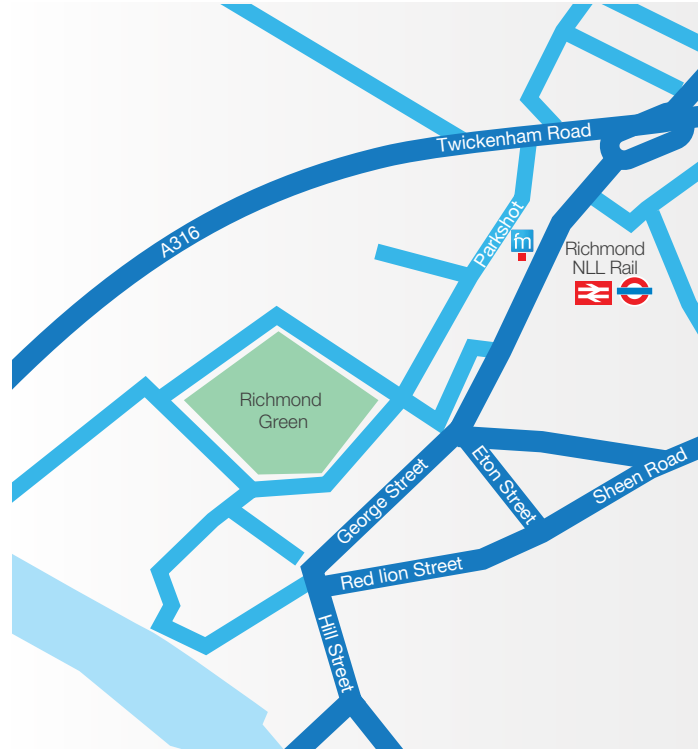 Twickenham Road
A316
Parkshot
fn
Richmond
NLL Rail
Richmond
Green
George Street
Eton Street
Sheen Road
Red lion Street
Hill Street